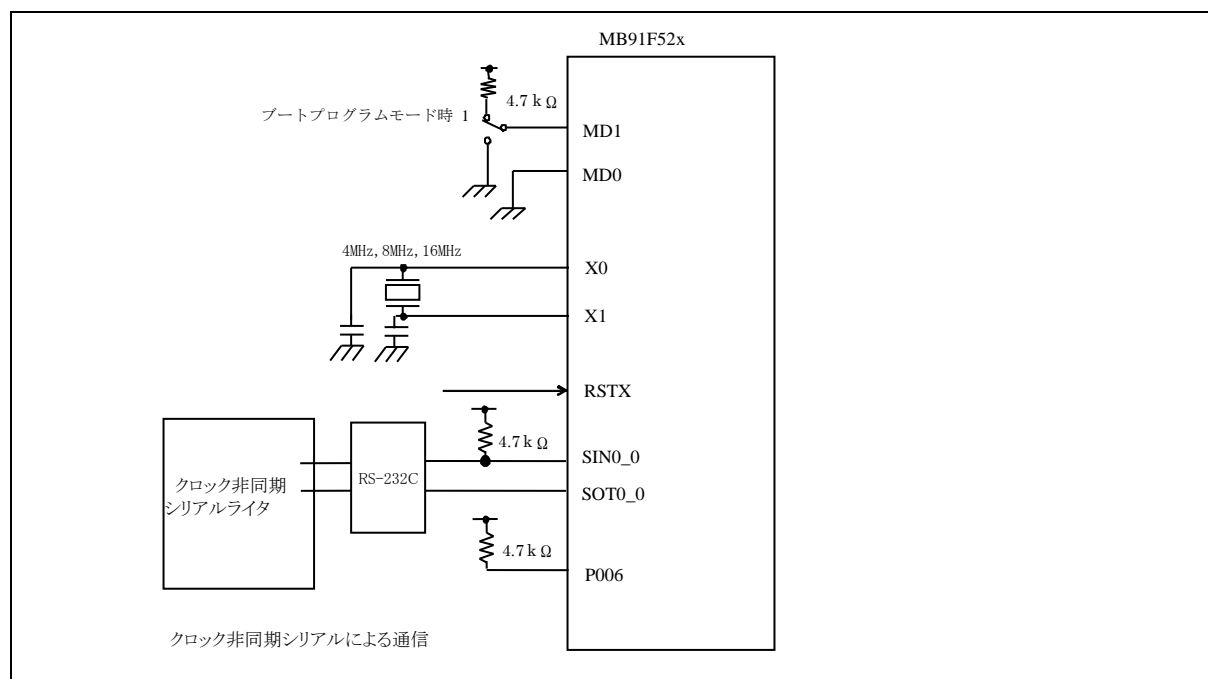 MB91F52x
4.7 k Ω
ブートプログラムモード時 1
MD1
MD0
4MHz, 8MHz, 16MHz
X0
X1
RSTX
4.7 k Ω
SIN0_0
RS-232C
クロック非同期
シリアルライタ
SOT0_0
4.7 k Ω
P006
クロック非同期シリアルによる通信